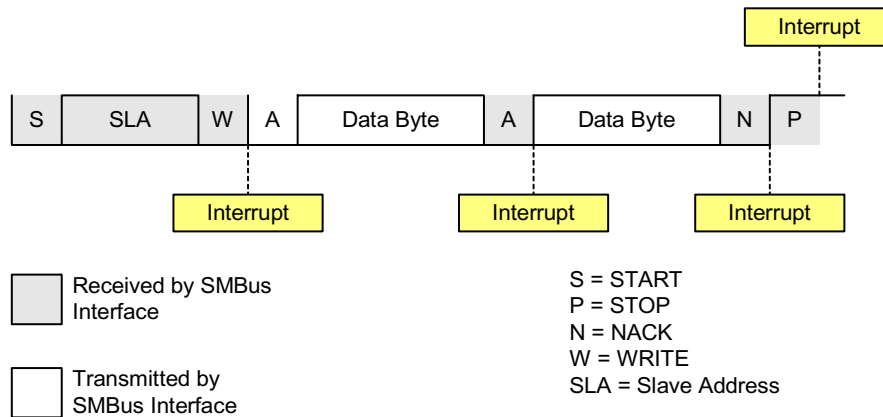 Interrupt
S SLA W A Data Byte A Data Byte N P
Interrupt Interrupt Interrupt
Received by SMBus
Interface
Transmitted by
SMBus Interface
S = START
P = STOP
N = NACK
W = WRITE
SLA = Slave Address